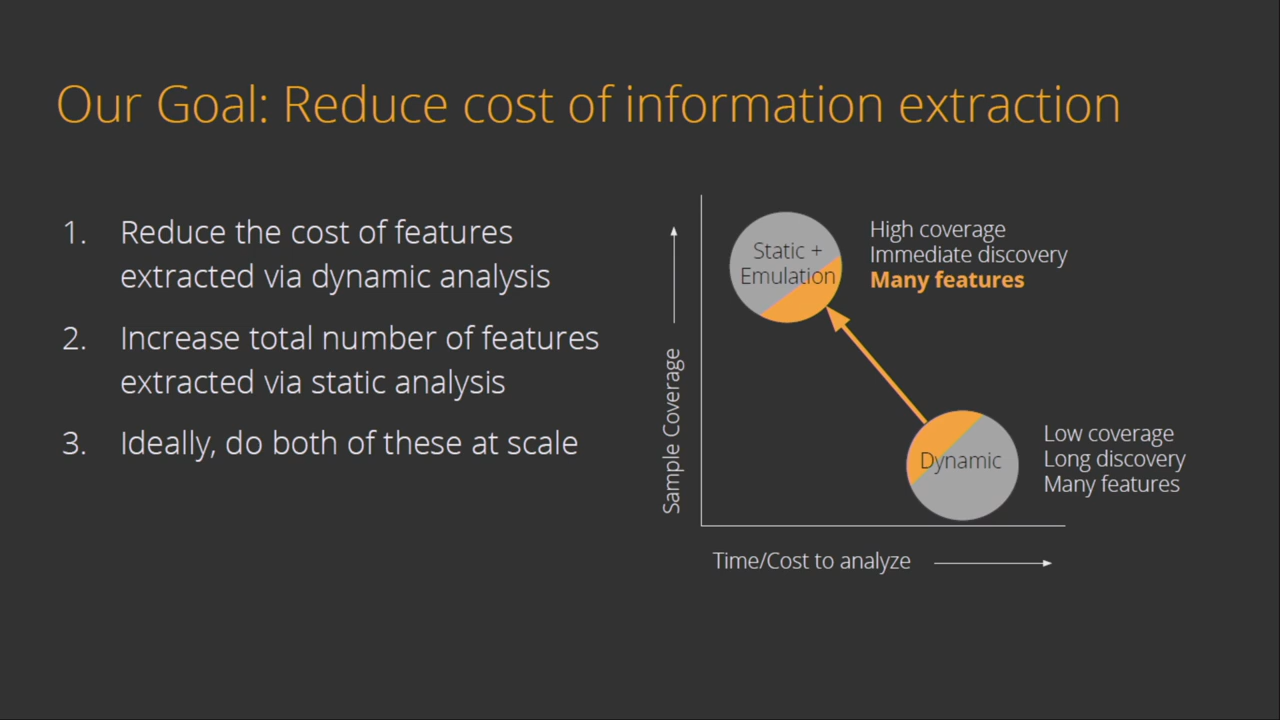 Our Goal: Reduce cost of information extraction
1. Reduce the cost of features
extracted via dynamic analysis
2. Increase total number of features
extracted via static analysis
3. Ideally, do both of these at scale
Sample Coverage
Static +
Emulation
High coverage
Immediate discovery
Many features
Dynamic
Low coverage
Long discovery
Many features
Time/Cost to analyze